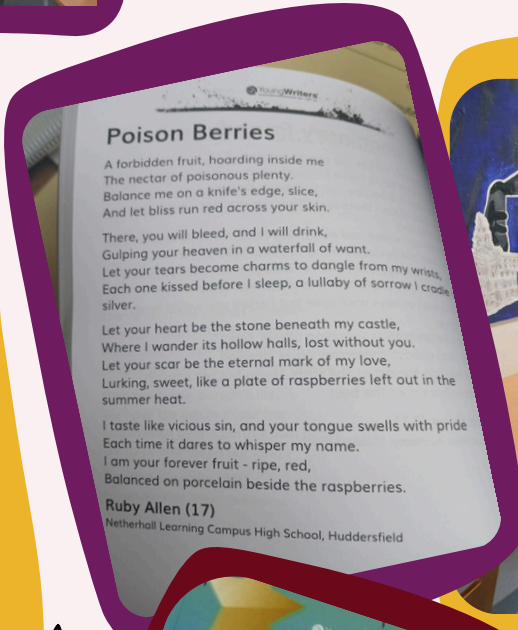 YoungWriters
Poison Berries
A forbidden fruit, hoarding inside me
The nectar of poisonous plenty.
Balance me on a knife's edge, slice,
And let bliss run red across your skin.
There, you will bleed, and I will drink,
Gulping your heaven in a waterfall of want.
Let your tears become charms to dangle from my wrists,
Each one kissed before I sleep, a lullaby of sorrow I cradle
silver.
Let your heart be the stone beneath my castle,
Where I wander its hollow halls, lost without you.
Let your scar be the eternal mark of my love,
Lurking, sweet, like a plate of raspberries left out in the
summer heat.
I taste like vicious sin, and your tongue swells with pride
Each time it dares to whisper my name.
I am your forever fruit - ripe, red,
Balanced on porcelain beside the raspberries.
Ruby Allen (17)
Netherhall Learning Campus High School, Huddersfield